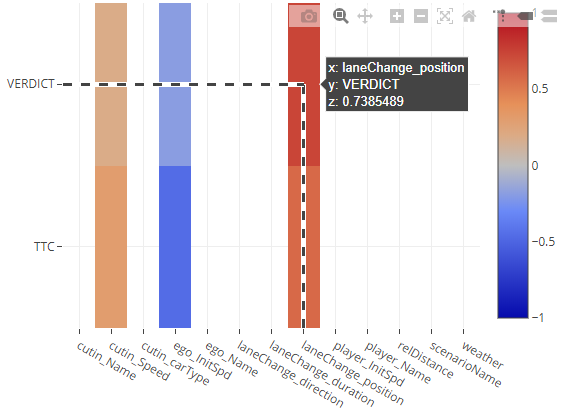 1
x: laneChange_position
y: VERDICT
z: 0.7385489
VERDICT
0.5
0
TTC
−0.5
−1
cutin_Name
cutin_Speed
cutin_carType
ego_InitSpd
ego_Name
laneChange_direction
laneChange_duration
laneChange_position
player_InitSpd
player_Name
relDistance
scenarioName
weather